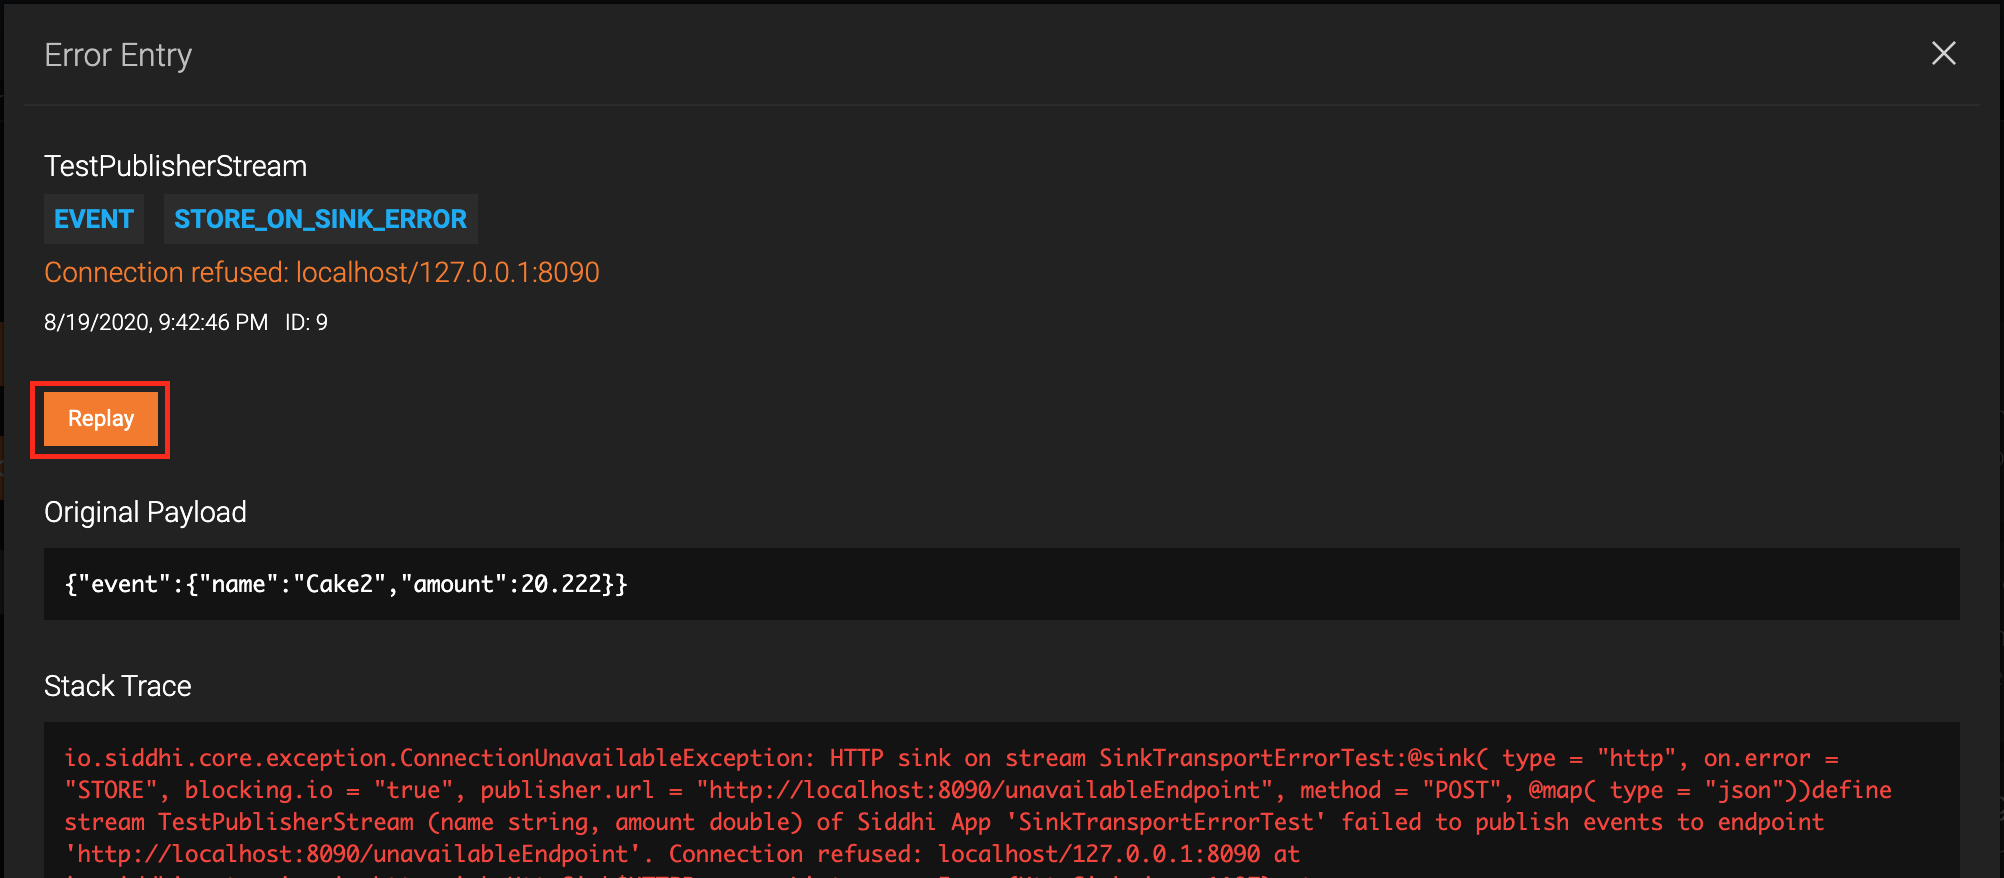 Error Entry
TestPublisherStream
EVENT STORE_ON_SINK_ERROR
Connection refused: localhost/127.0.0.1:8090
8/19/2020, 9:42:46 PM ID: 9
Replay
Original Payload
{"event":{"name":"Cake2","amount":20.222}}
Stack Trace
io.siddhi.core.exception.ConnectionUnavailableException: HTTP sink on stream SinkTransportErrorTest:@sink( type = "http", on.error =
"STORE", blocking.io = "true", publisher.url = "http://localhost:8090/unavailableEndpoint", method = "POST", @map( type = "json"))define
stream TestPublisherStream (name string, amount double) of Siddhi App 'SinkTransportErrorTest' failed to publish events to endpoint
'http://localhost:8090/unavailableEndpoint'. Connection refused: localhost/127.0.0.1:8090 at